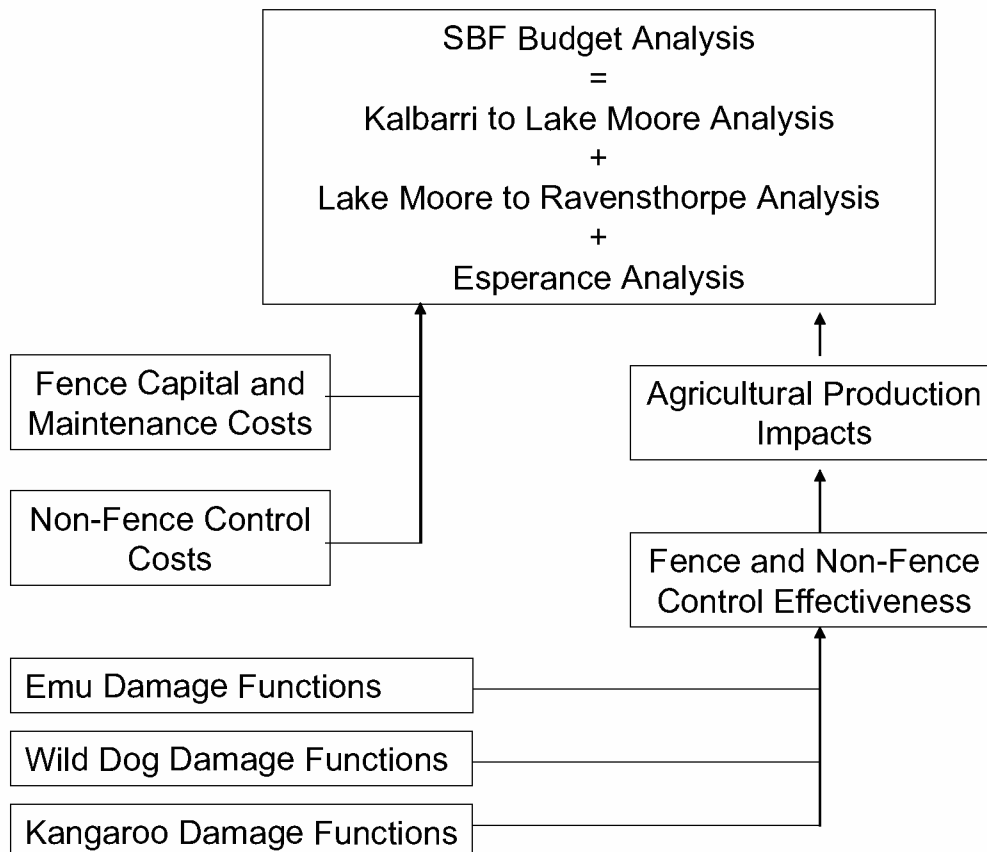 SBF Budget Analysis
=
Kalbarri to Lake Moore Analysis
+
Lake Moore to Ravensthorpe Analysis
+
Esperance Analysis
Fence Capital and
Maintenance Costs
Agricultural Production
Impacts
Non-Fence Control
Costs
Fence and Non-Fence
Control Effectiveness
Emu Damage Functions
Wild Dog Damage Functions
Kangaroo Damage Functions